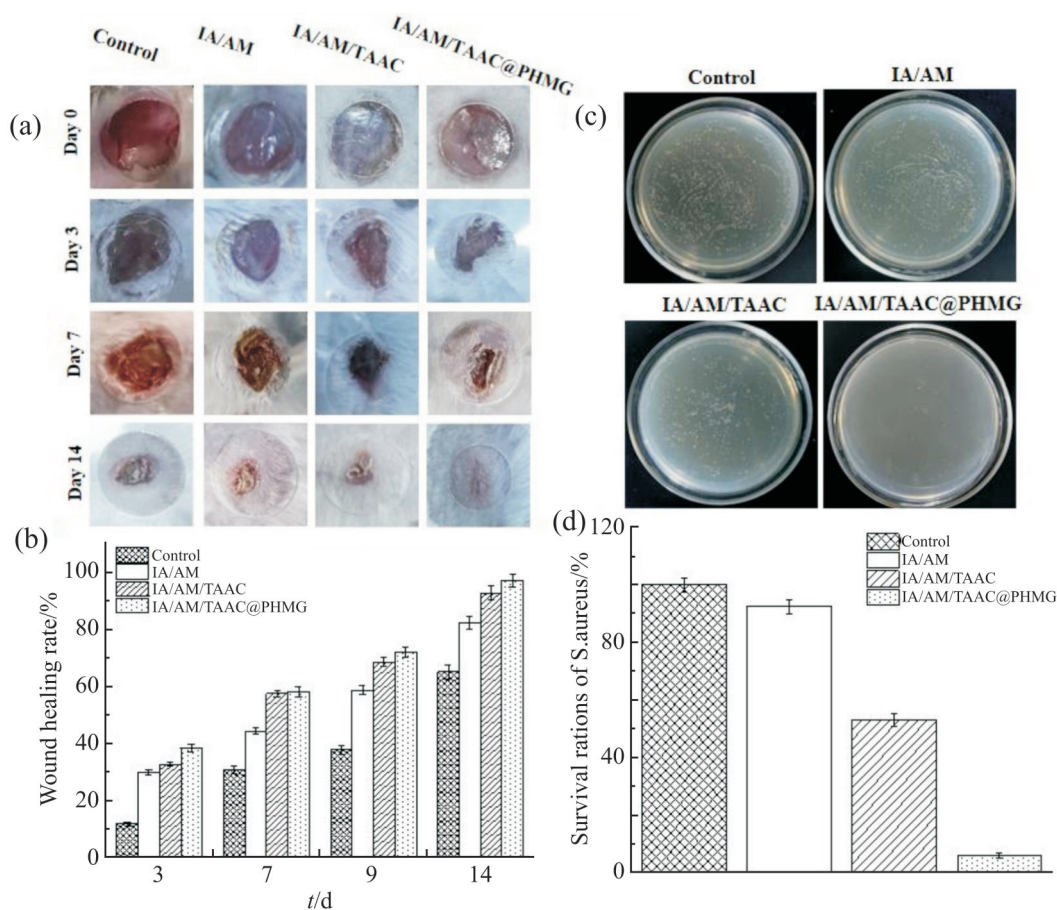 (a)
Control
IA/AM
IA/AM/TAAC
IA/AM/TAAC@PHMG
Day 0
Day 3
Day 7
Day 14
(c)
Control
IA/AM
IA/AM/TAAC
IA/AM/TAAC@PHMG
(b)
Wound healing rate/%
100
80
60
40
20
0
Control
IA/AM
IA/AM/TAAC
IA/AM/TAAC@PHMG
3
7
9
14
t/d
(d)
Survival rations of S.aureus/%
120
80
40
0
Control
IA/AM
IA/AM/TAAC
IA/AM/TAAC@PHMG